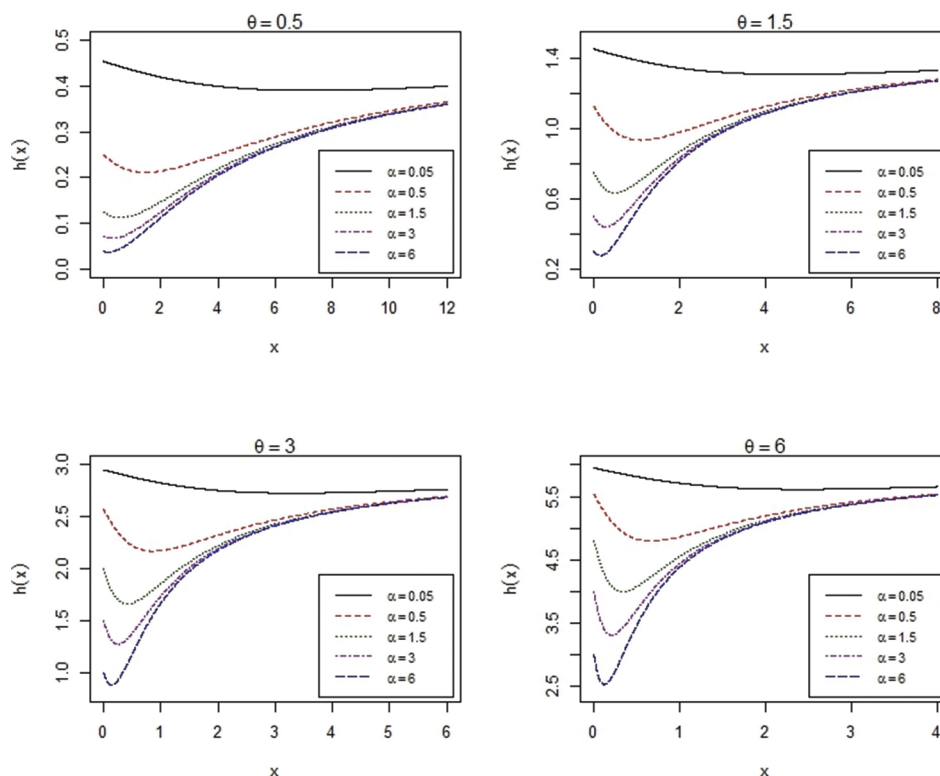 θ = 0.5
h(x)
0.5
0.4
0.3
0.2
0.1
0.0
α = 0.05
α = 0.5
α = 1.5
α = 3
α = 6
0 2 4 6 8 10 12
x
θ = 1.5
h(x)
1.4
1.0
0.6
0.2
α = 0.05
α = 0.5
α = 1.5
α = 3
α = 6
0 2 4 6 8
x
θ = 3
h(x)
3.0
2.5
2.0
1.5
1.0
α = 0.05
α = 0.5
α = 1.5
α = 3
α = 6
0 1 2 3 4 5 6
x
θ = 6
h(x)
5.5
4.5
3.5
2.5
α = 0.05
α = 0.5
α = 1.5
α = 3
α = 6
0 1 2 3 4
x